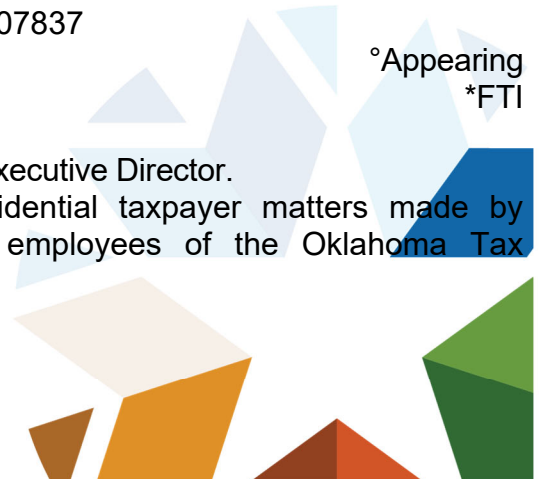 07837
°Appearing
*FTI
xecutive Director.
idential taxpayer matters made by
employees of the Oklahoma Tax